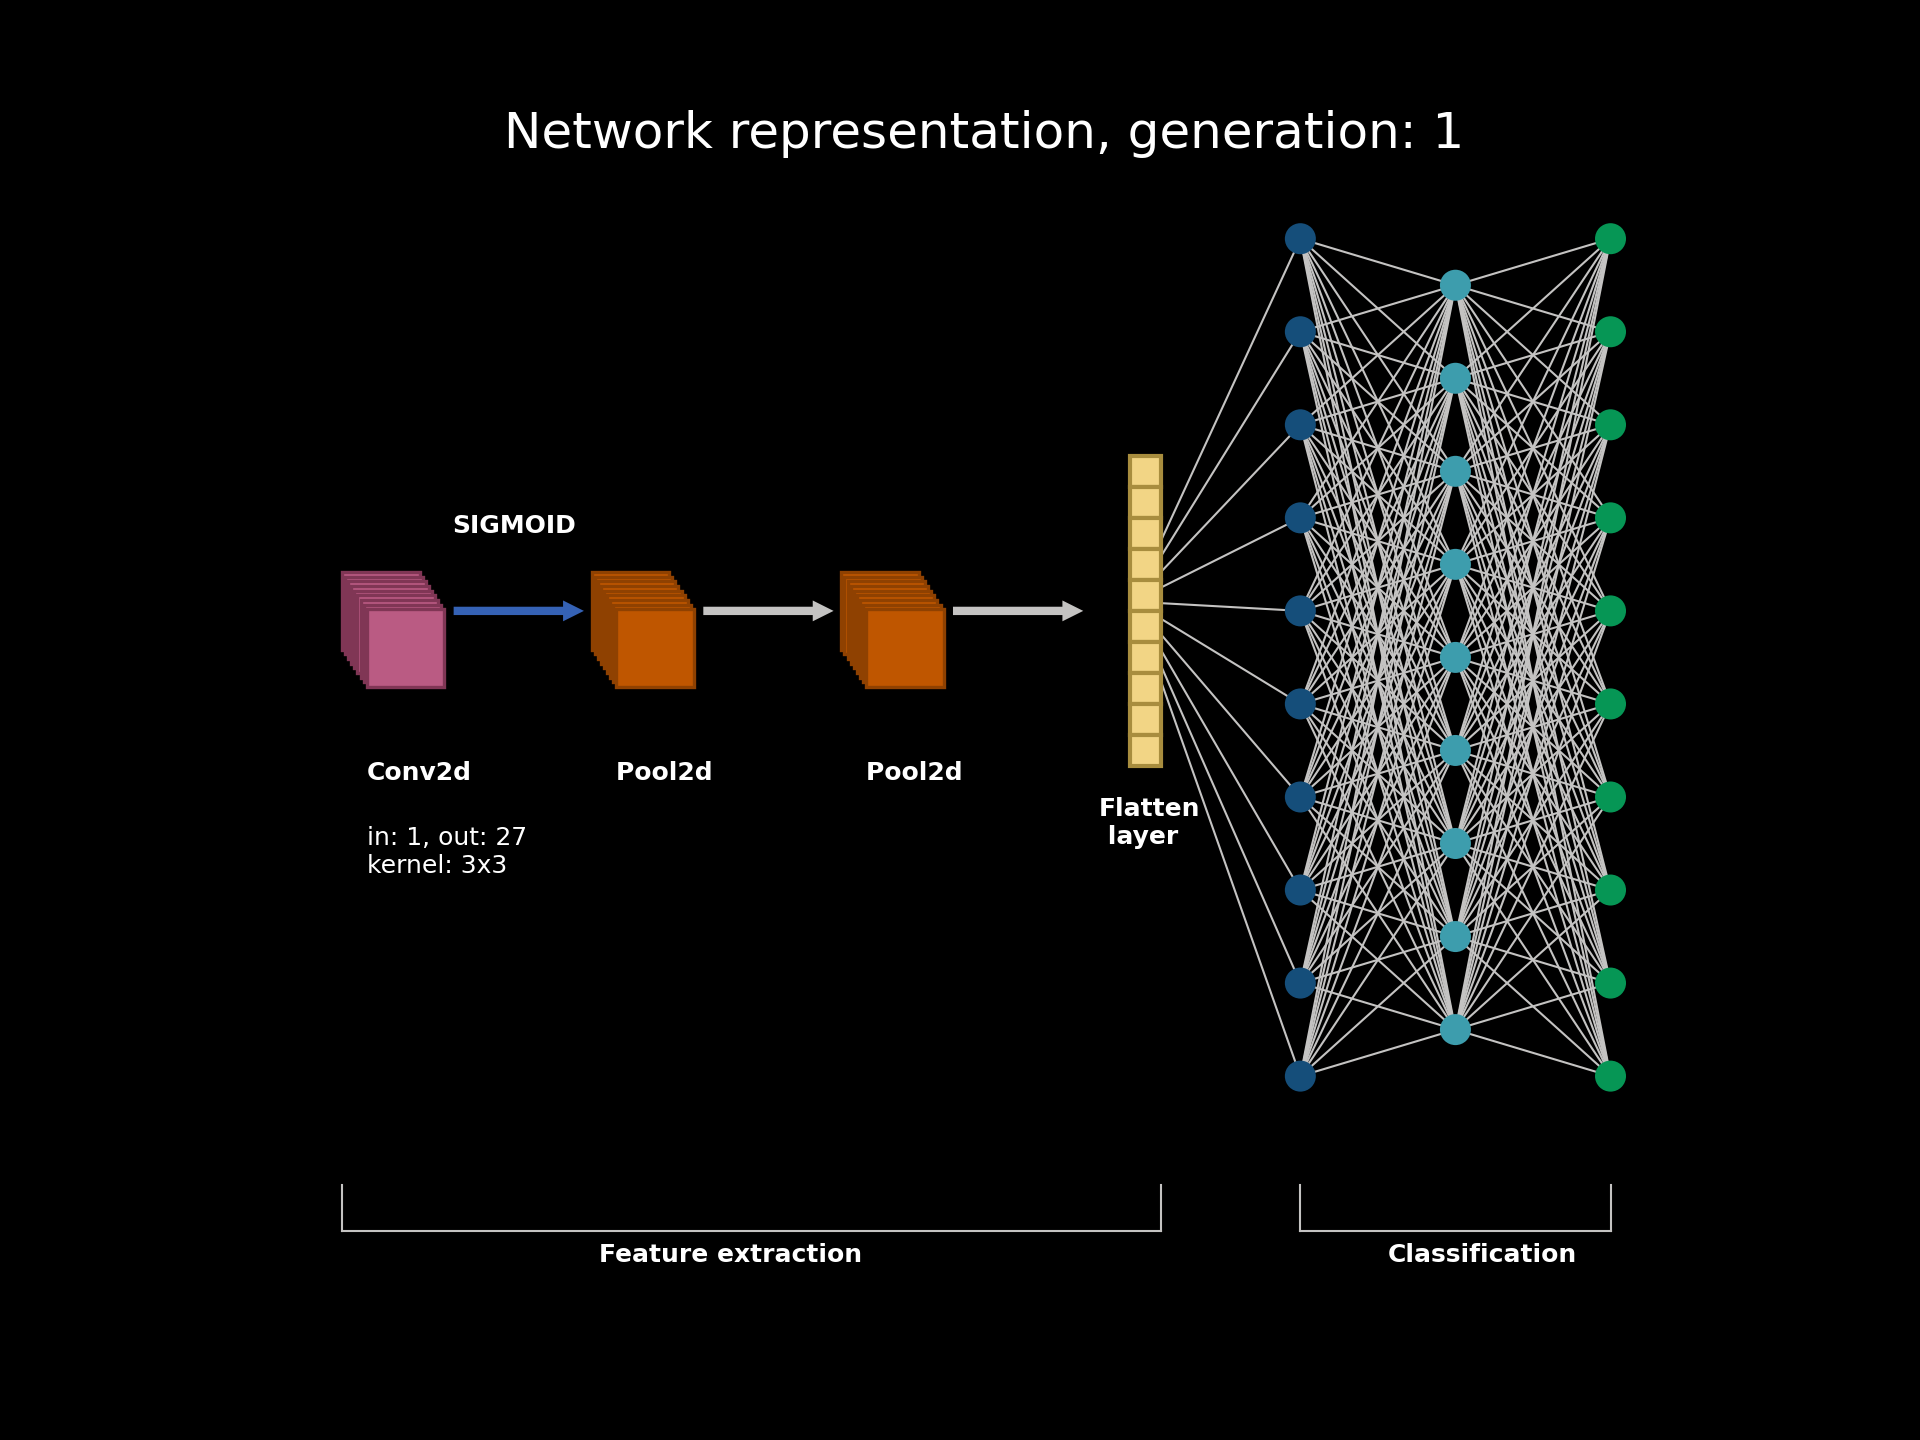 Network representation, generation: 1
SIGMOID
Conv2d
Pool2d
Pool2d
in: 1, out: 27
kernel: 3x3
Flatten
layer
Feature extraction
Classification